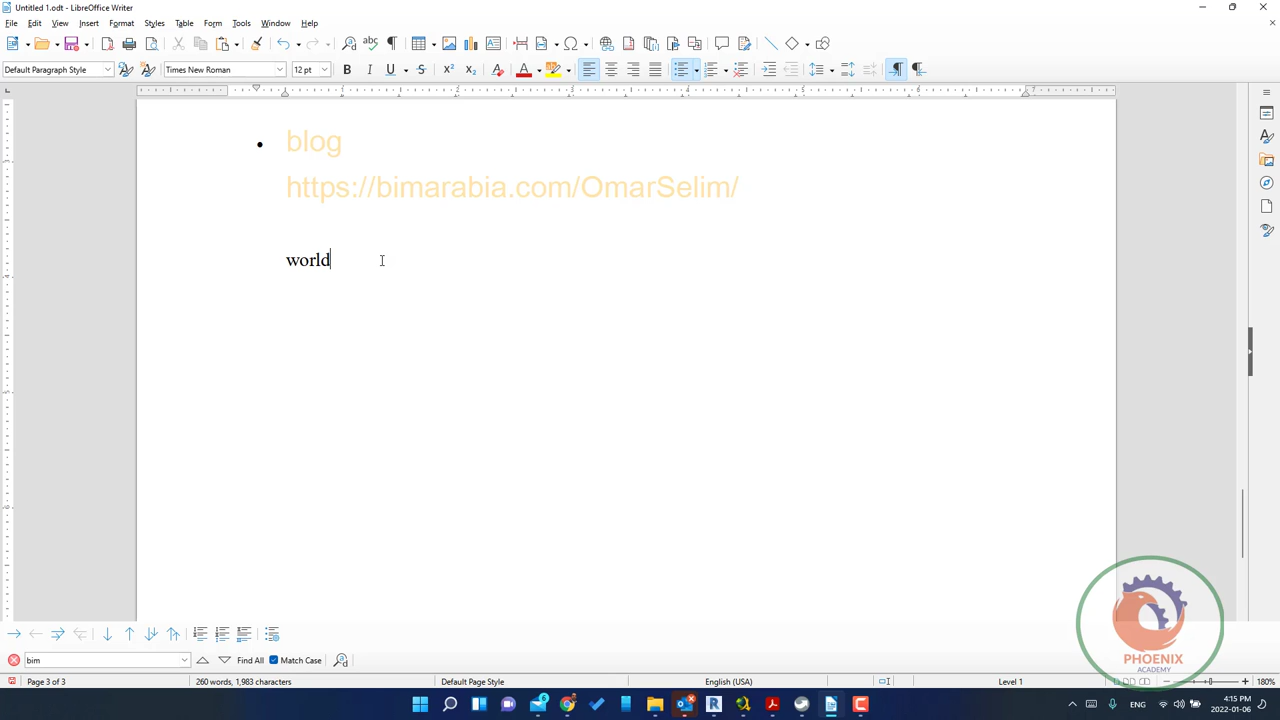 Untitled 1.odt - LibreOffice Writer
File Edit View Insert Format Styles Table Form Tools Window Help
Default Paragraph Style Times New Roman 12 pt
blog
https://bimarabia.com/OmarSelim/
world
PHOENIX
ACADEMY
bim Find All Match Case
Page 3 of 3 260 words, 1,983 characters Default Page Style English (USA) Level 1 180%
ENG 4:15 PM
2022-01-06